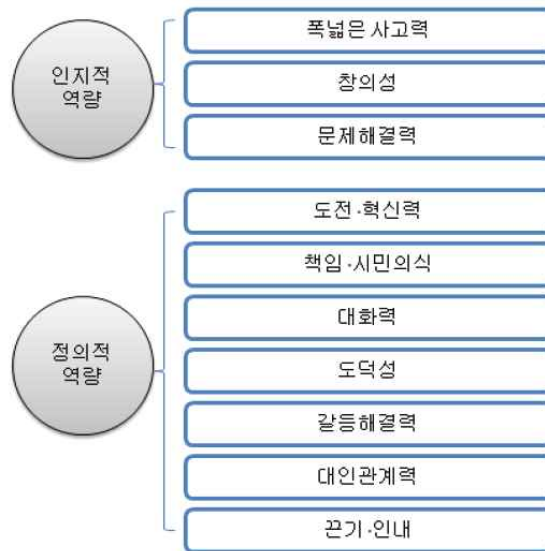 인지적
역량
폭넓은 사고력
창의성
문제해결력
정의적
역량
도전·혁신력
책임·시민의식
대화력
도덕성
갈등해결력
대인관계력
끈기·인내